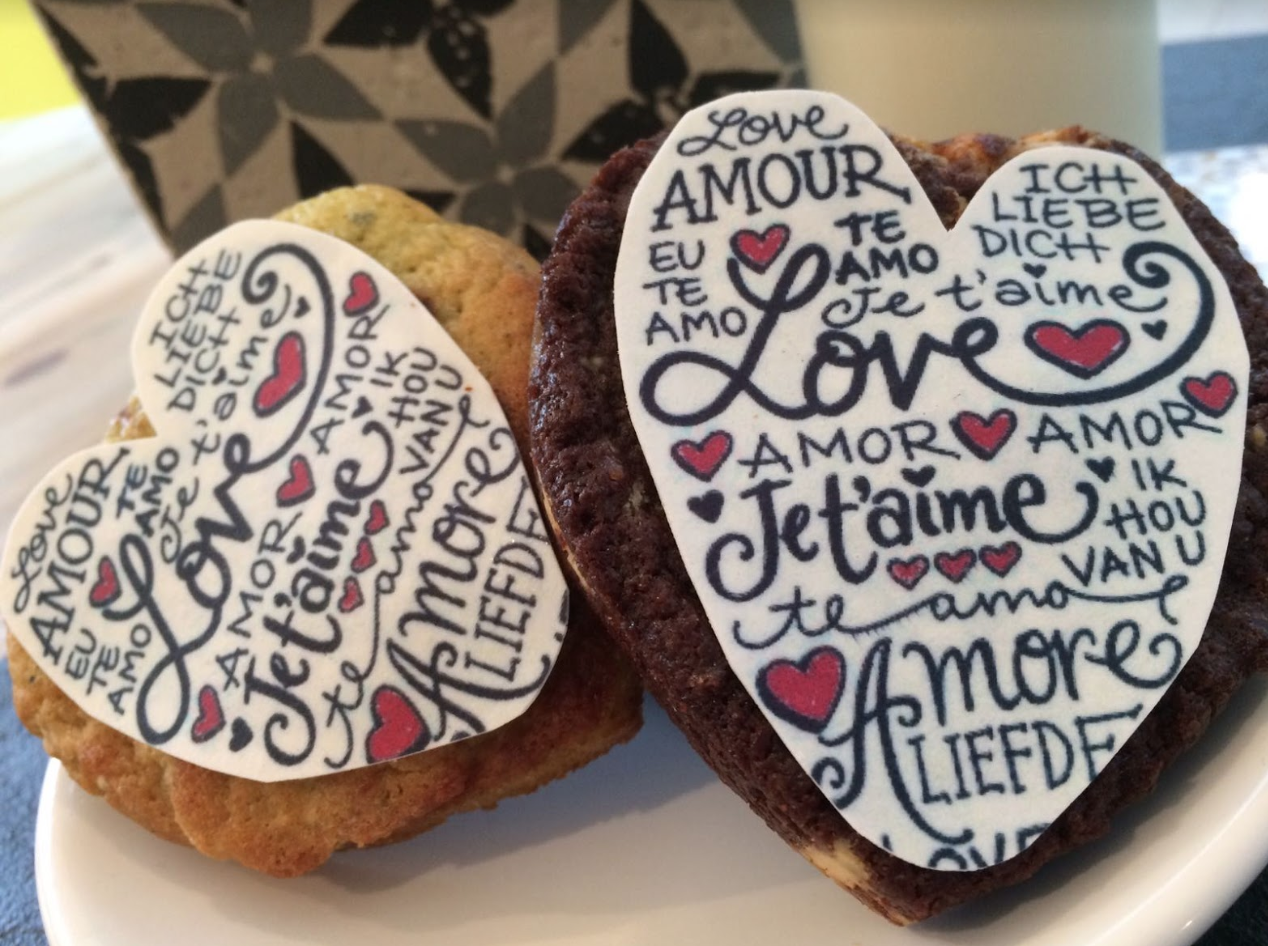 ICH
LIEBE
DICH
Je t'aime
Love
AMOUR
EU
TE
AMO
TE
AMO
Love
AMOR
AMOR
IK
HOU
VAN U
Je t'aime
te amo
Amore
LIEFDE
Love
AMOUR
EU
TE
AMO
TE
AMO
ICH
LIEBE
DICH
Je t'aime
Love
AMOR AMOR
Je t'aime
IK
HOU
VAN U
te amo
Amore
LIEFDE
LOVE